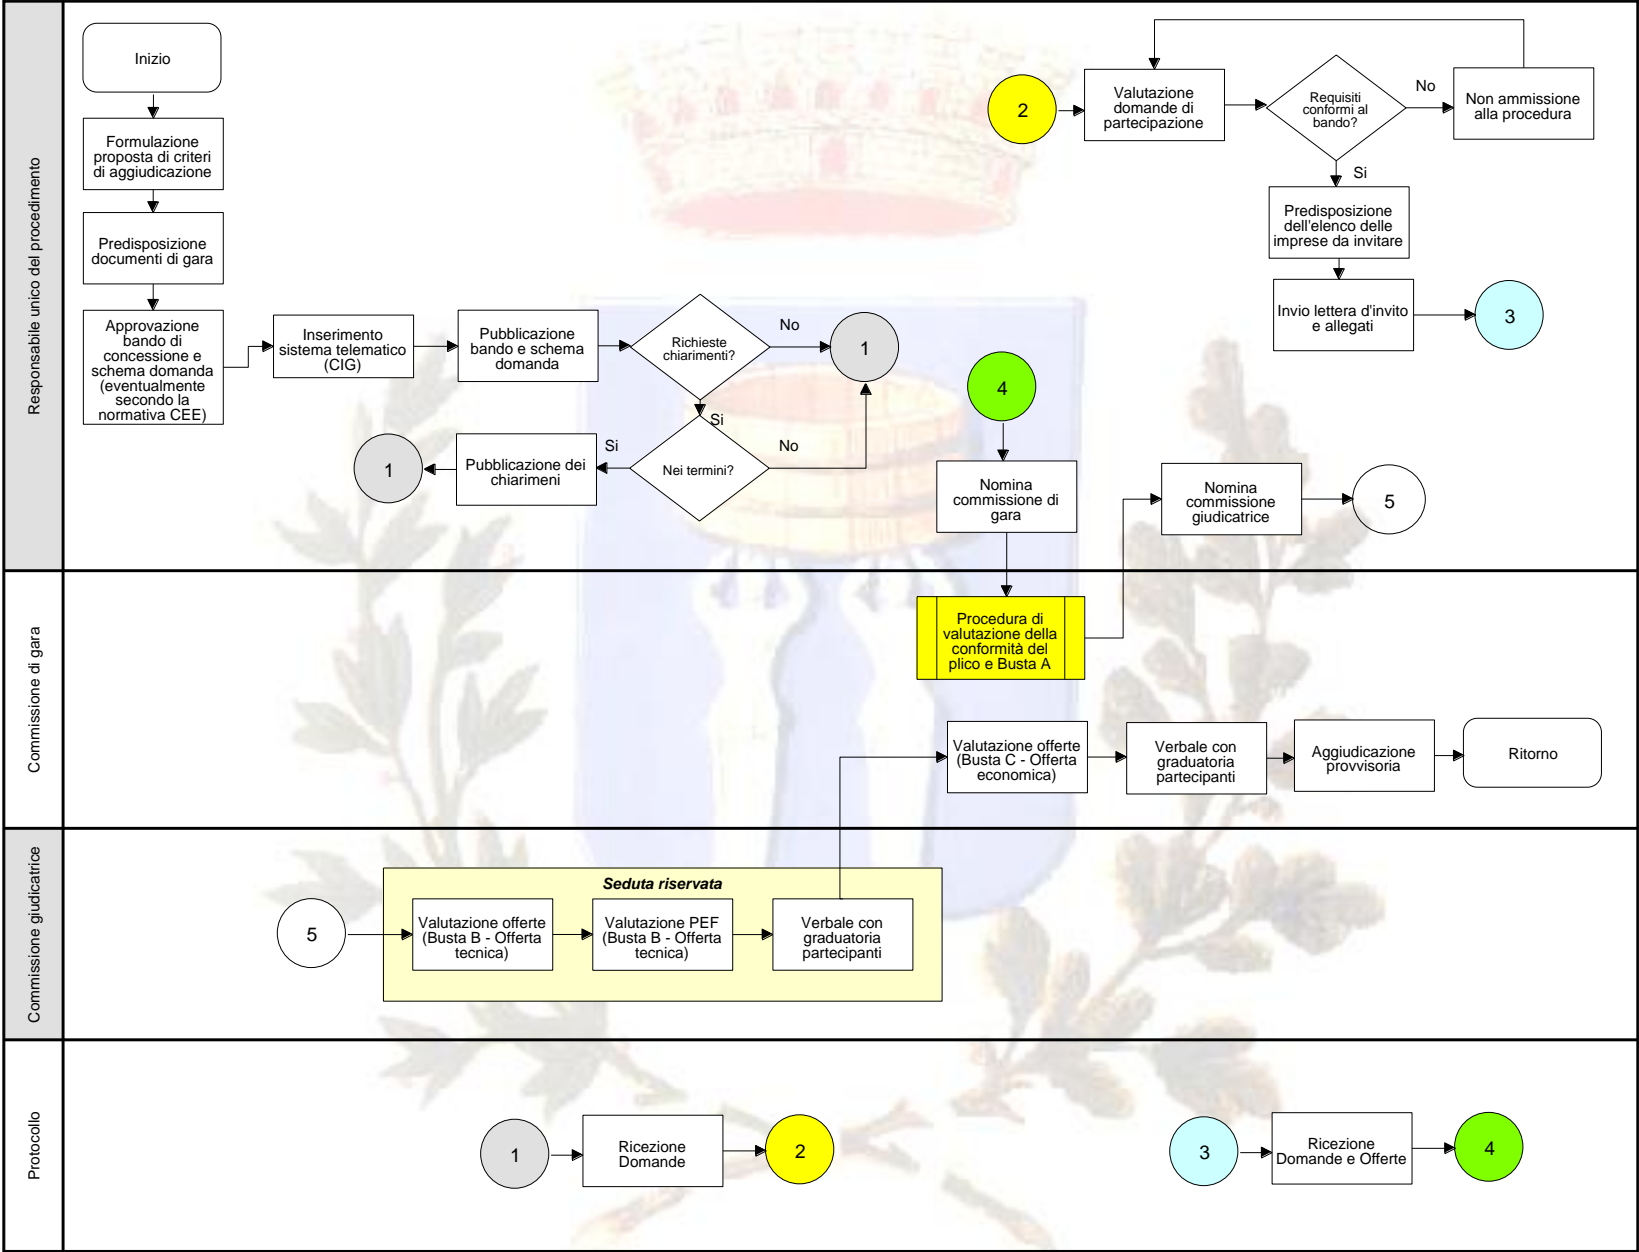 Responsabile unico del procedimento
Inizio
Formulazione
proposta di criteri
di aggiudicazione
Predisposizione
documenti di gara
Approvazione
bando di
concessione e
schema domanda
(eventualmente
secondo la
normativa CEE)
Inserimento
sistema telematico
(CIG)
Pubblicazione
bando e schema
domanda
Richieste
chiarimenti?
No
1
Si
Nei termini?
No
Si
Pubblicazione dei
chiarimeni
1
2
Valutazione
domande di
partecipazione
Requisiti
conformi al
bando?
No
Non ammissione
alla procedura
Si
Predisposizione
dell'elenco delle
imprese da invitare
Invio lettera d'invito
e allegati
3
4
Nomina
commissione di
gara
Nomina
commissione
giudicatrice
5
Commissione di gara
Procedura di
valutazione della
conformità del
plico e Busta A
Valutazione offerte
(Busta C - Offerta
economica)
Verbale con
graduatoria
partecipanti
Aggiudicazione
provvisoria
Ritorno
Commissione giudicatrice
5
Seduta riservata
Valutazione offerte
(Busta B - Offerta
tecnica)
Valutazione PEF
(Busta B - Offerta
tecnica)
Verbale con
graduatoria
partecipanti
Protocollo
1
Ricezione
Domande
2
3
Ricezione
Domande e Offerte
4